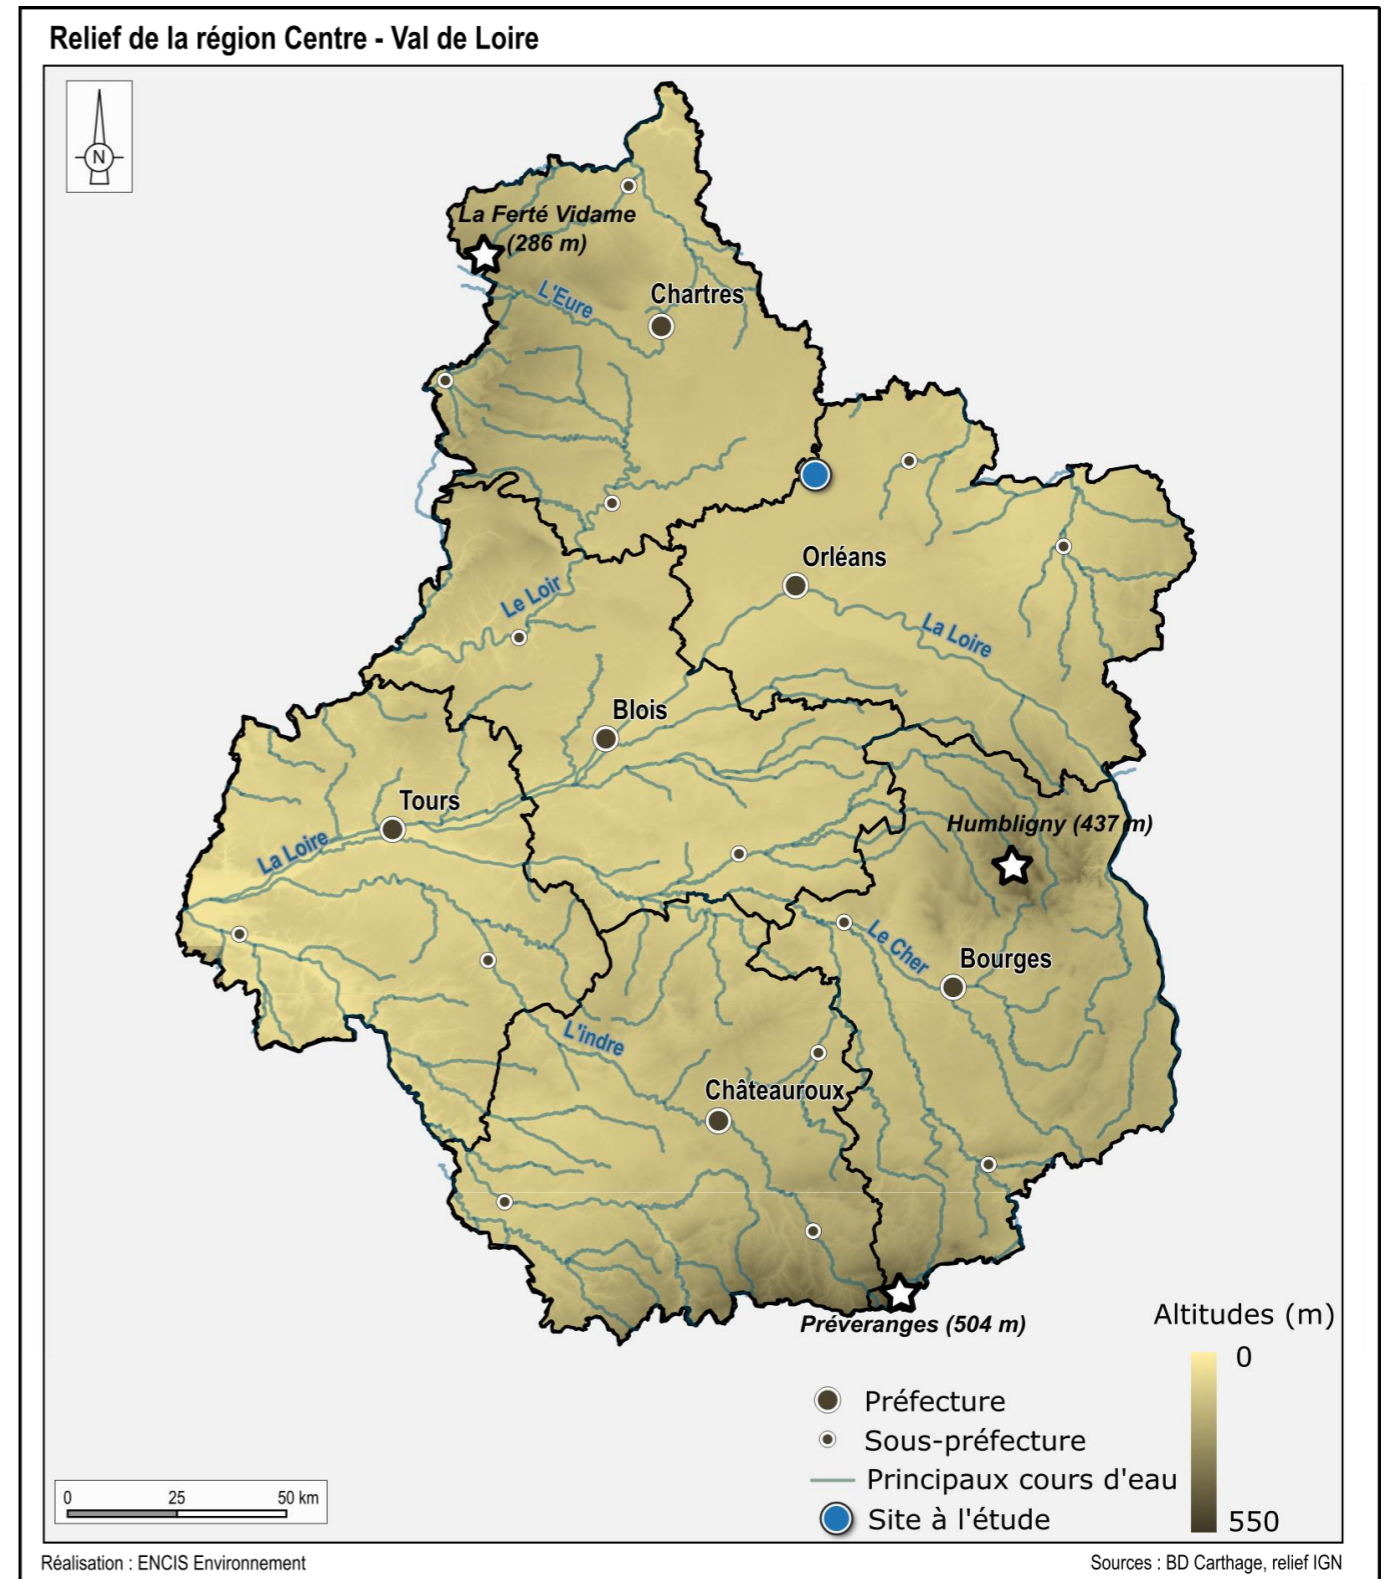 Relief de la région Centre - Val de Loire
N
La Ferté Vidame
(286 m)
L'Eure
Chartres
Orléans
Le Loir
La Loire
Blois
Tours
Humbligny (437 m)
La Loire
Le Cher
Bourges
L'indre
Châteauroux
Préveranges (504 m)
Altitudes (m)
0
550
Préfecture
Sous-préfecture
Principaux cours d'eau
Site à l'étude
0 25 50 km
Réalisation : ENCIS Environnement
Sources : BD Carthage, relief IGN